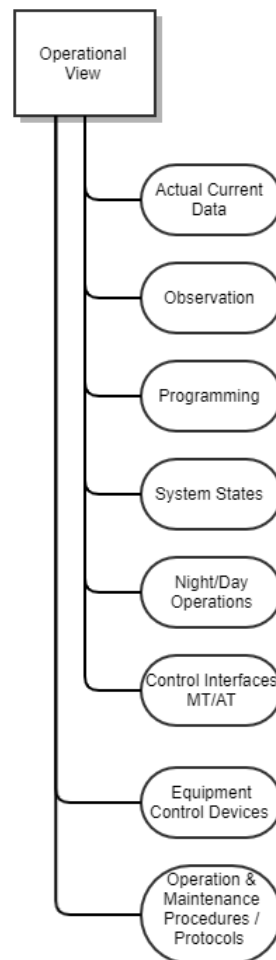 Operational
View
Actual Current
Data
Observation
Programming
System States
Night/Day
Operations
Control Interfaces
MT/AT
Equipment
Control Devices
Operation &
Maintenance
Procedures /
Protocols